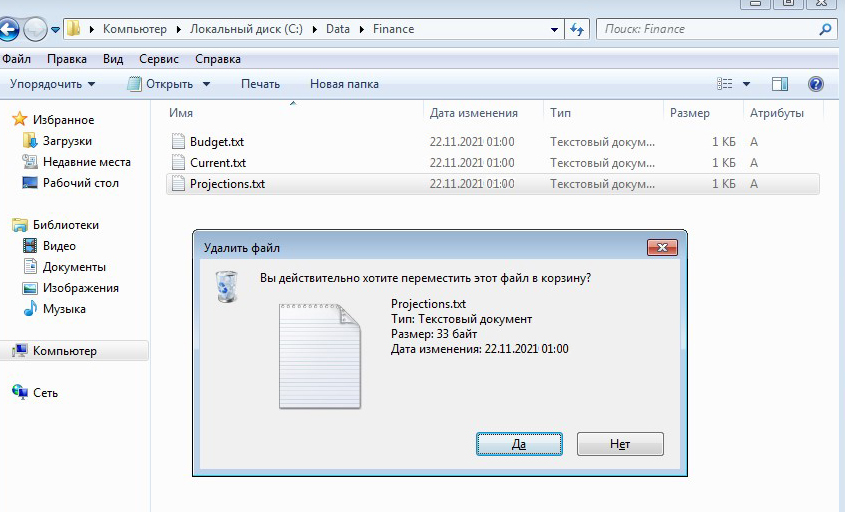 Компьютер Локальный диск (C:) Data Finance Поиск: Finance
Файл Правка Вид Сервис Справка
Упорядочить Открыть Печать Новая папка
Имя Дата изменения Тип Размер Атрибуты
Budget.txt 22.11.2021 01:00 Текстовый докум... 1 КБ A
Current.txt 22.11.2021 01:00 Текстовый докум... 1 КБ A
Projections.txt 22.11.2021 01:00 Текстовый докум... 1 КБ A
Избранное
Загрузки
Недавние места
Рабочий стол
Библиотеки
Видео
Документы
Изображения
Музыка
Компьютер
Сеть
Удалить файл
Вы действительно хотите переместить этот файл в корзину?
Projections.txt
Тип: Текстовый документ
Размер: 33 байт
Дата изменения: 22.11.2021 01:00
Да Нет